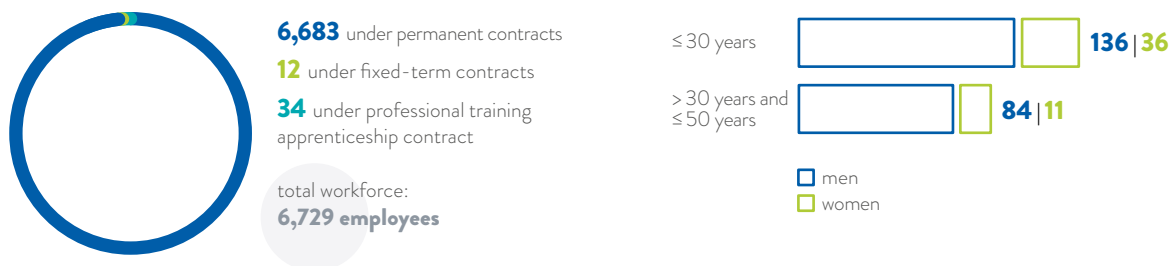 6,683 under permanent contracts
12 under fixed-term contracts
34 under professional training
apprenticeship contract
total workforce:
6,729 employees
≤ 30 years
136 | 36
> 30 years and
≤ 50 years
84 | 11
men
women